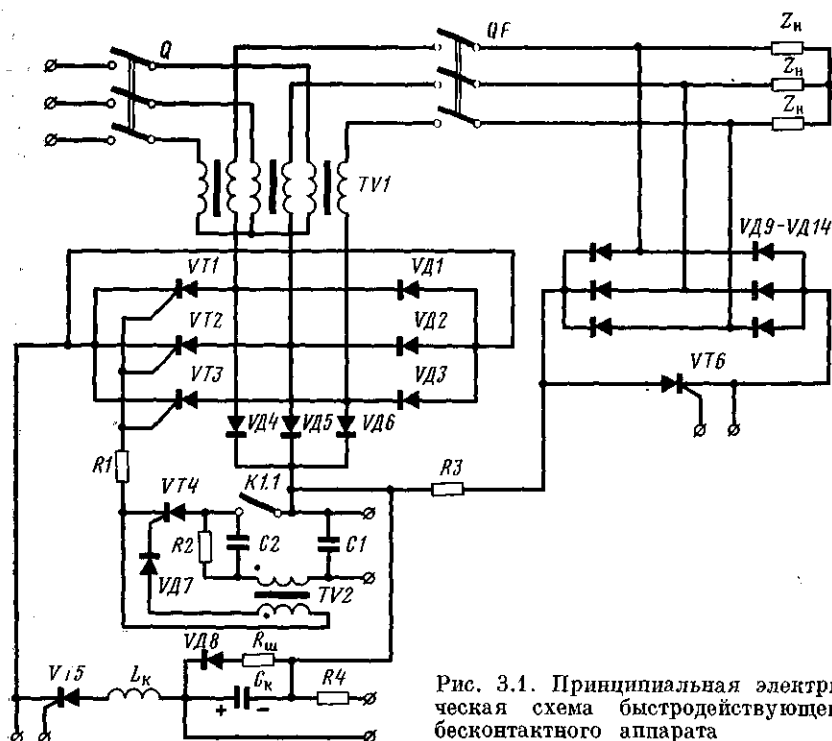 Q
QF
Zн
Zн
Zн
TV1
VД9-VД14
VT1
VД1
VT2
VД2
VT3
VД3
VT6
VД4
VД5
VД6
R1
K1.1
R3
VT4
R2
C2
C1
VД7
TV2
VД8
Rш
VT5
Lк
Cк
R4
+
-
Рис. 3.1. Принципиальная электри
ческая схема быстродействующег
бесконтактного аппарата